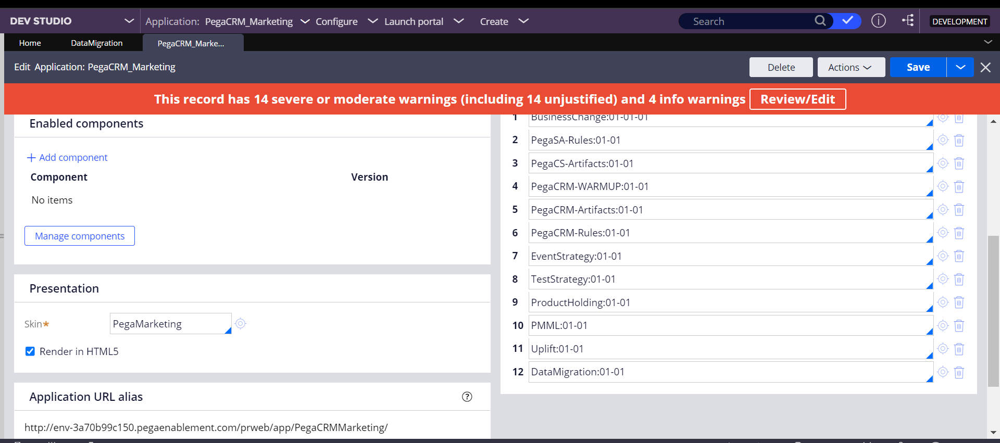 DEV STUDIO
Application: PegaCRM_Marketing
Configure
Launch portal
Create
Search
DEVELOPMENT
Home
DataMigration
PegaCRM_Marke...
Edit Application: PegaCRM_Marketing
Delete
Actions
Save
This record has 14 severe or moderate warnings (including 14 unjustified) and 4 info warnings
Review/Edit
Enabled components
Add component
Component
Version
No items
Manage components
Presentation
Skin*
PegaMarketing
Render in HTML5
Application URL alias
?
http://env-3a70b99c150.pegaenablement.com/prweb/app/PegaCRMMarketing/
1 BusinessChange:01-01-01
2 PegaSA-Rules:01-01
3 PegaCS-Artifacts:01-01
4 PegaCRM-WARMUP:01-01
5 PegaCRM-Artifacts:01-01
6 PegaCRM-Rules:01-01
7 EventStrategy:01-01
8 TestStrategy:01-01
9 ProductHolding:01-01
10 PMML:01-01
11 Uplift:01-01
12 DataMigration:01-01